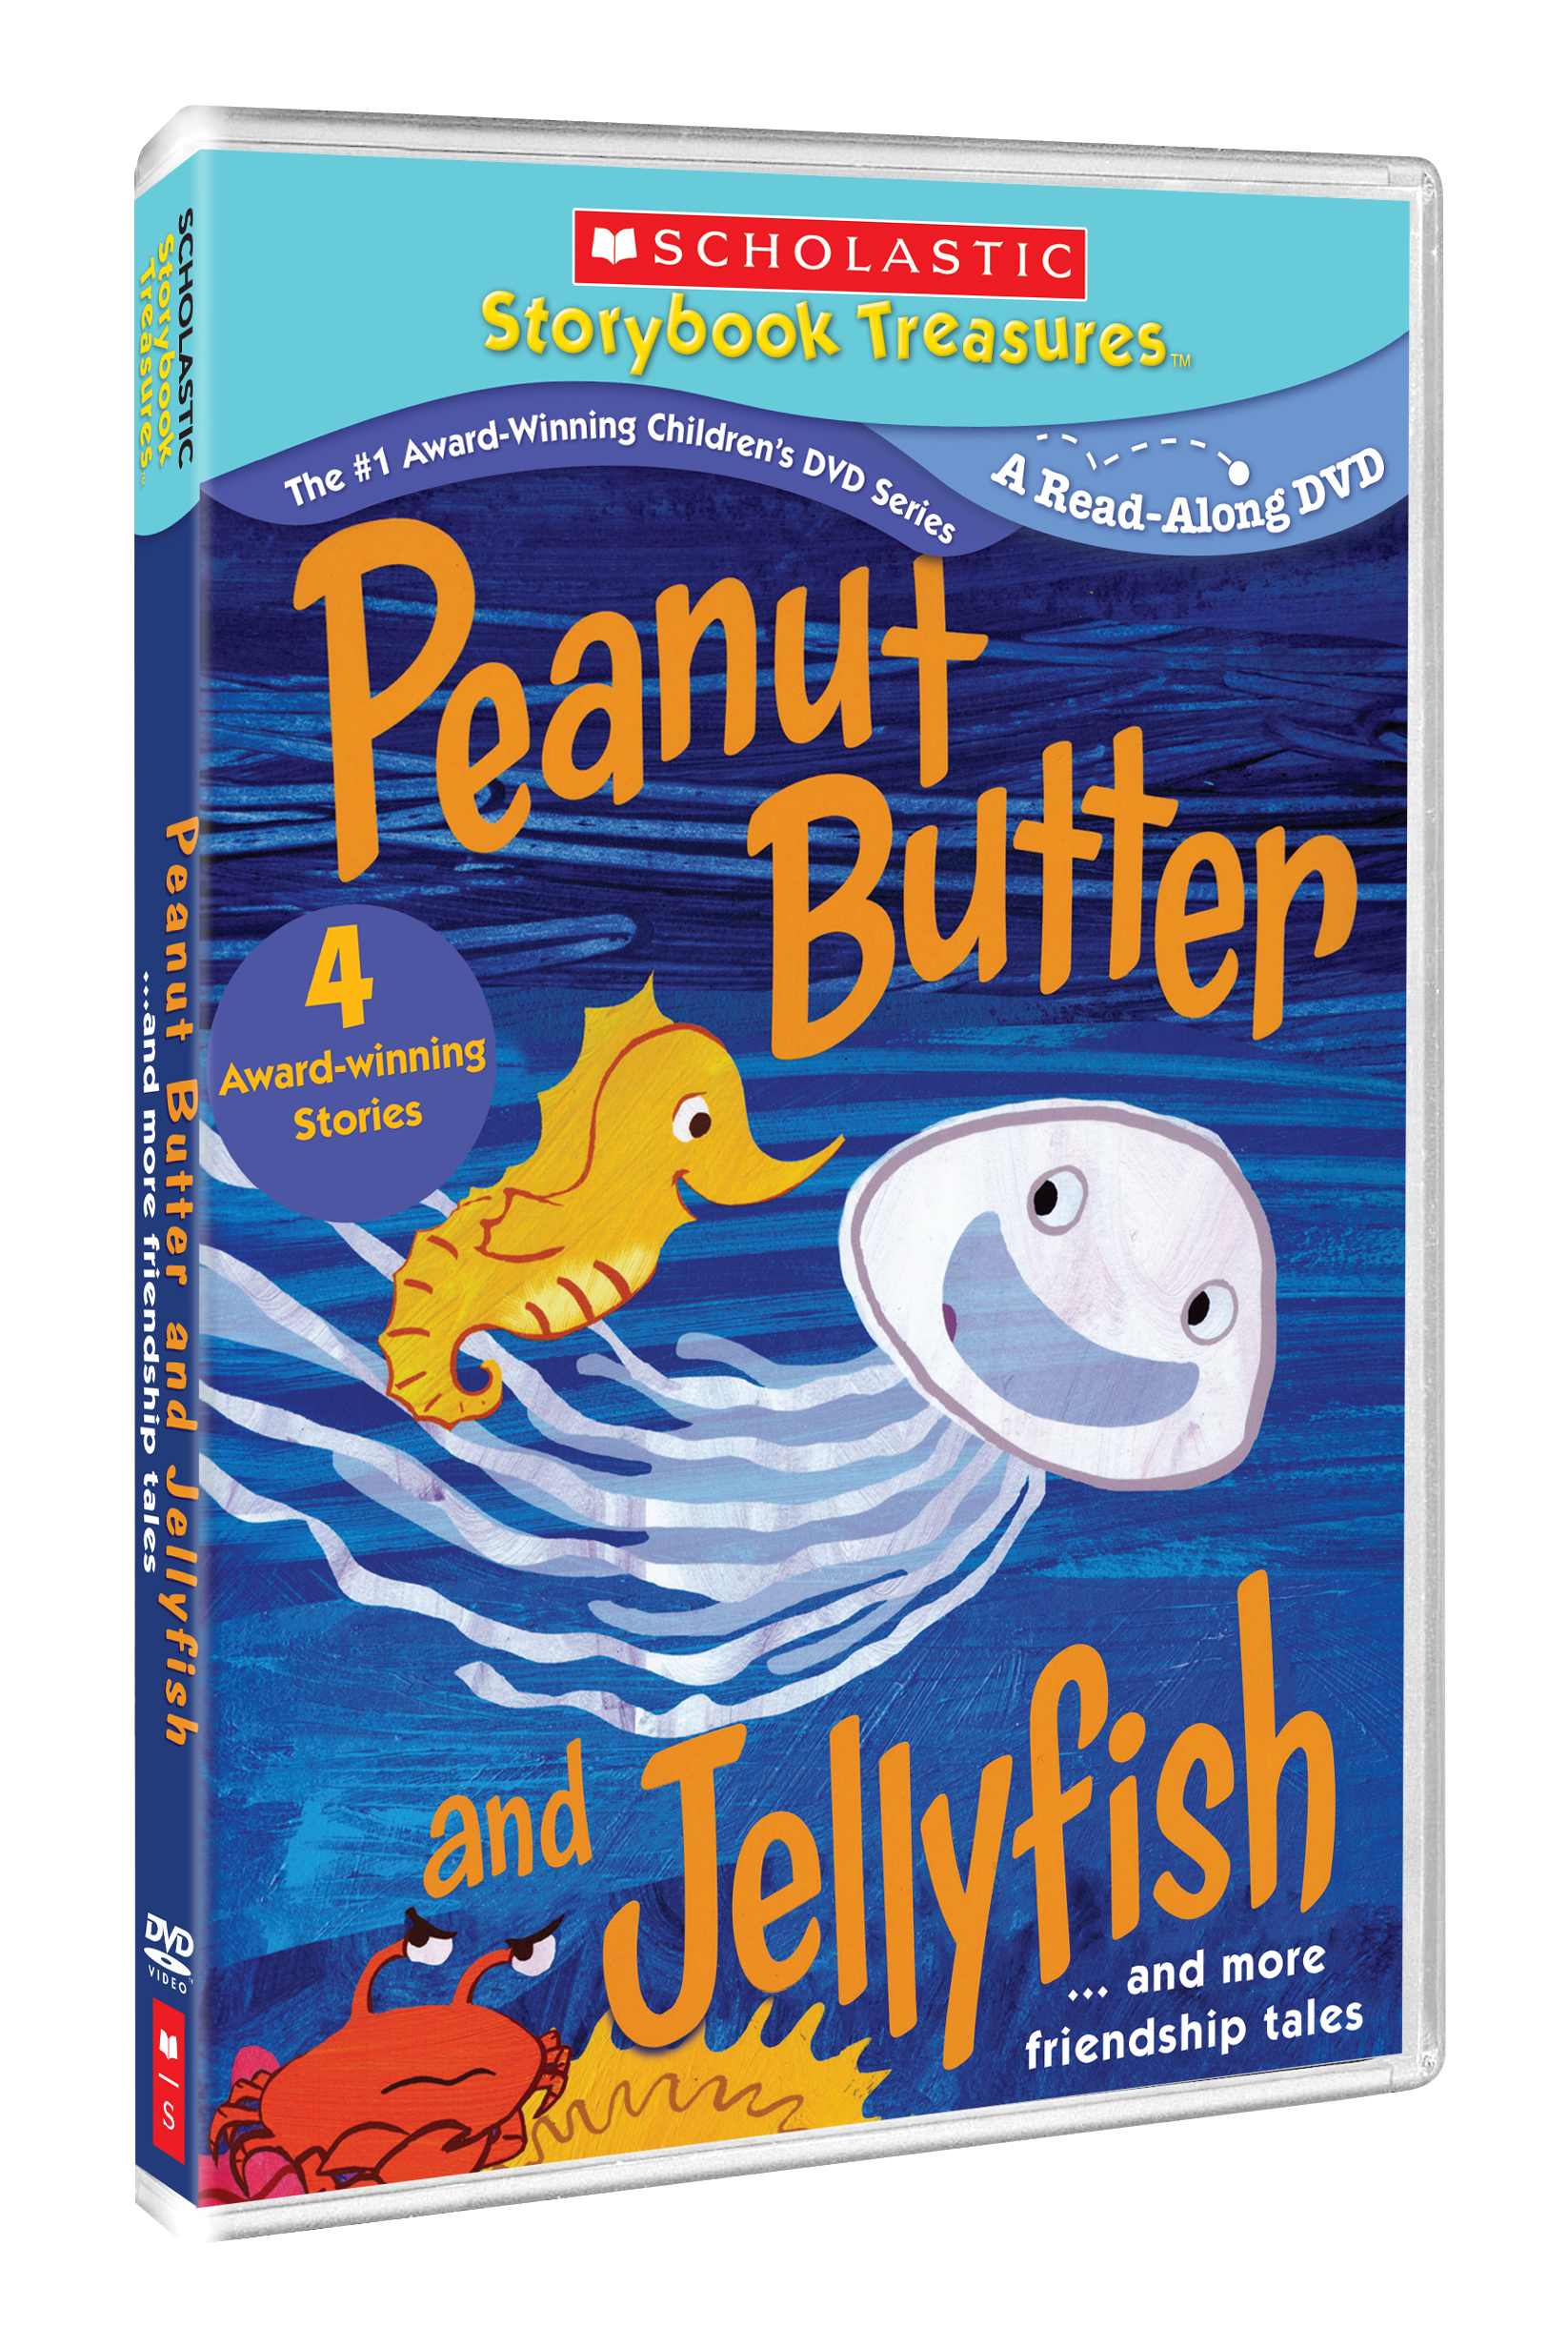 SCHOLASTIC
Storybook Treasures™
The #1 Award-Winning Children's DVD Series
A Read-Along DVD
Peanut
Butter
4
Award-winning
Stories
and Jellyfish
... and more
friendship tales
SCHOLASTIC
Storybook
Treasures™
Peanut Butter and Jellyfish
....and more friendship tales
DVD
VIDEO™
S